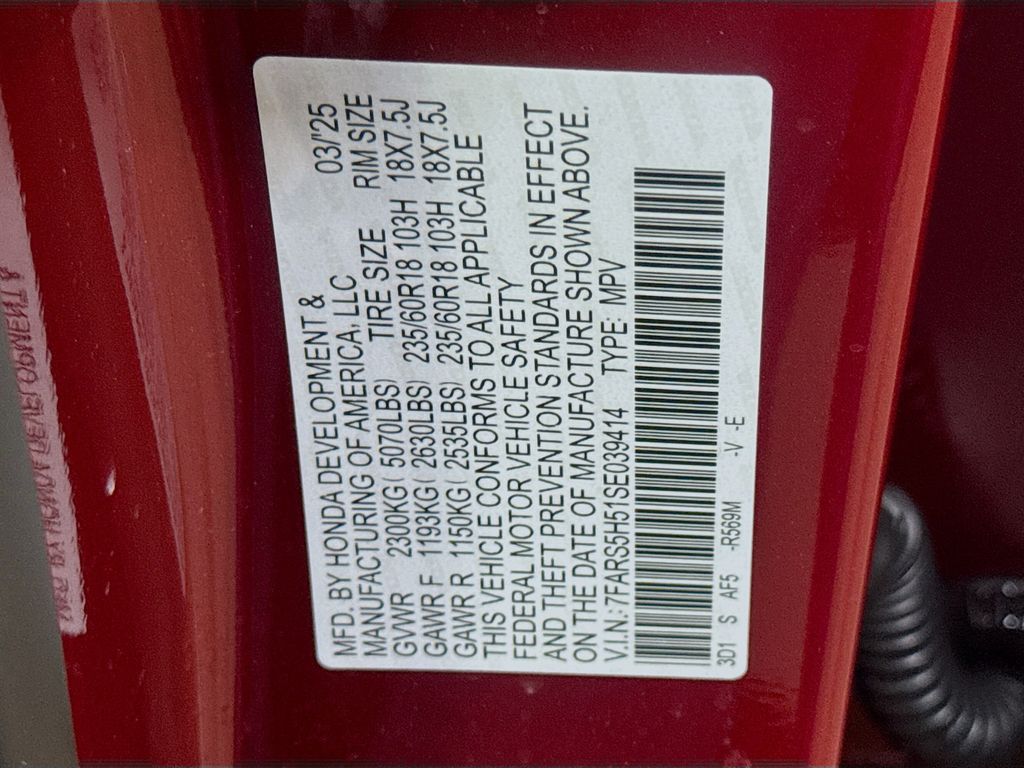 MFD. BY HONDA DEVELOPMENT & 03/'25
MANUFACTURING OF AMERICA, LLC
TIRE SIZE RIM SIZE
GVWR 2300KG( 5070LBS)
GAWR F 1193KG( 2630LBS) 235/60R18 103H 18X7.5J
GAWR R 1150KG( 2535LBS) 235/60R18 103H 18X7.5J
THIS VEHICLE CONFORMS TO ALL APPLICABLE
FEDERAL MOTOR VEHICLE SAFETY
AND THEFT PREVENTION STANDARDS IN EFFECT
ON THE DATE OF MANUFACTURE SHOWN ABOVE.
V.I.N.: 7FARS5H51SE039414 TYPE: MPV
3D1 S AF5 -R569M -V -E